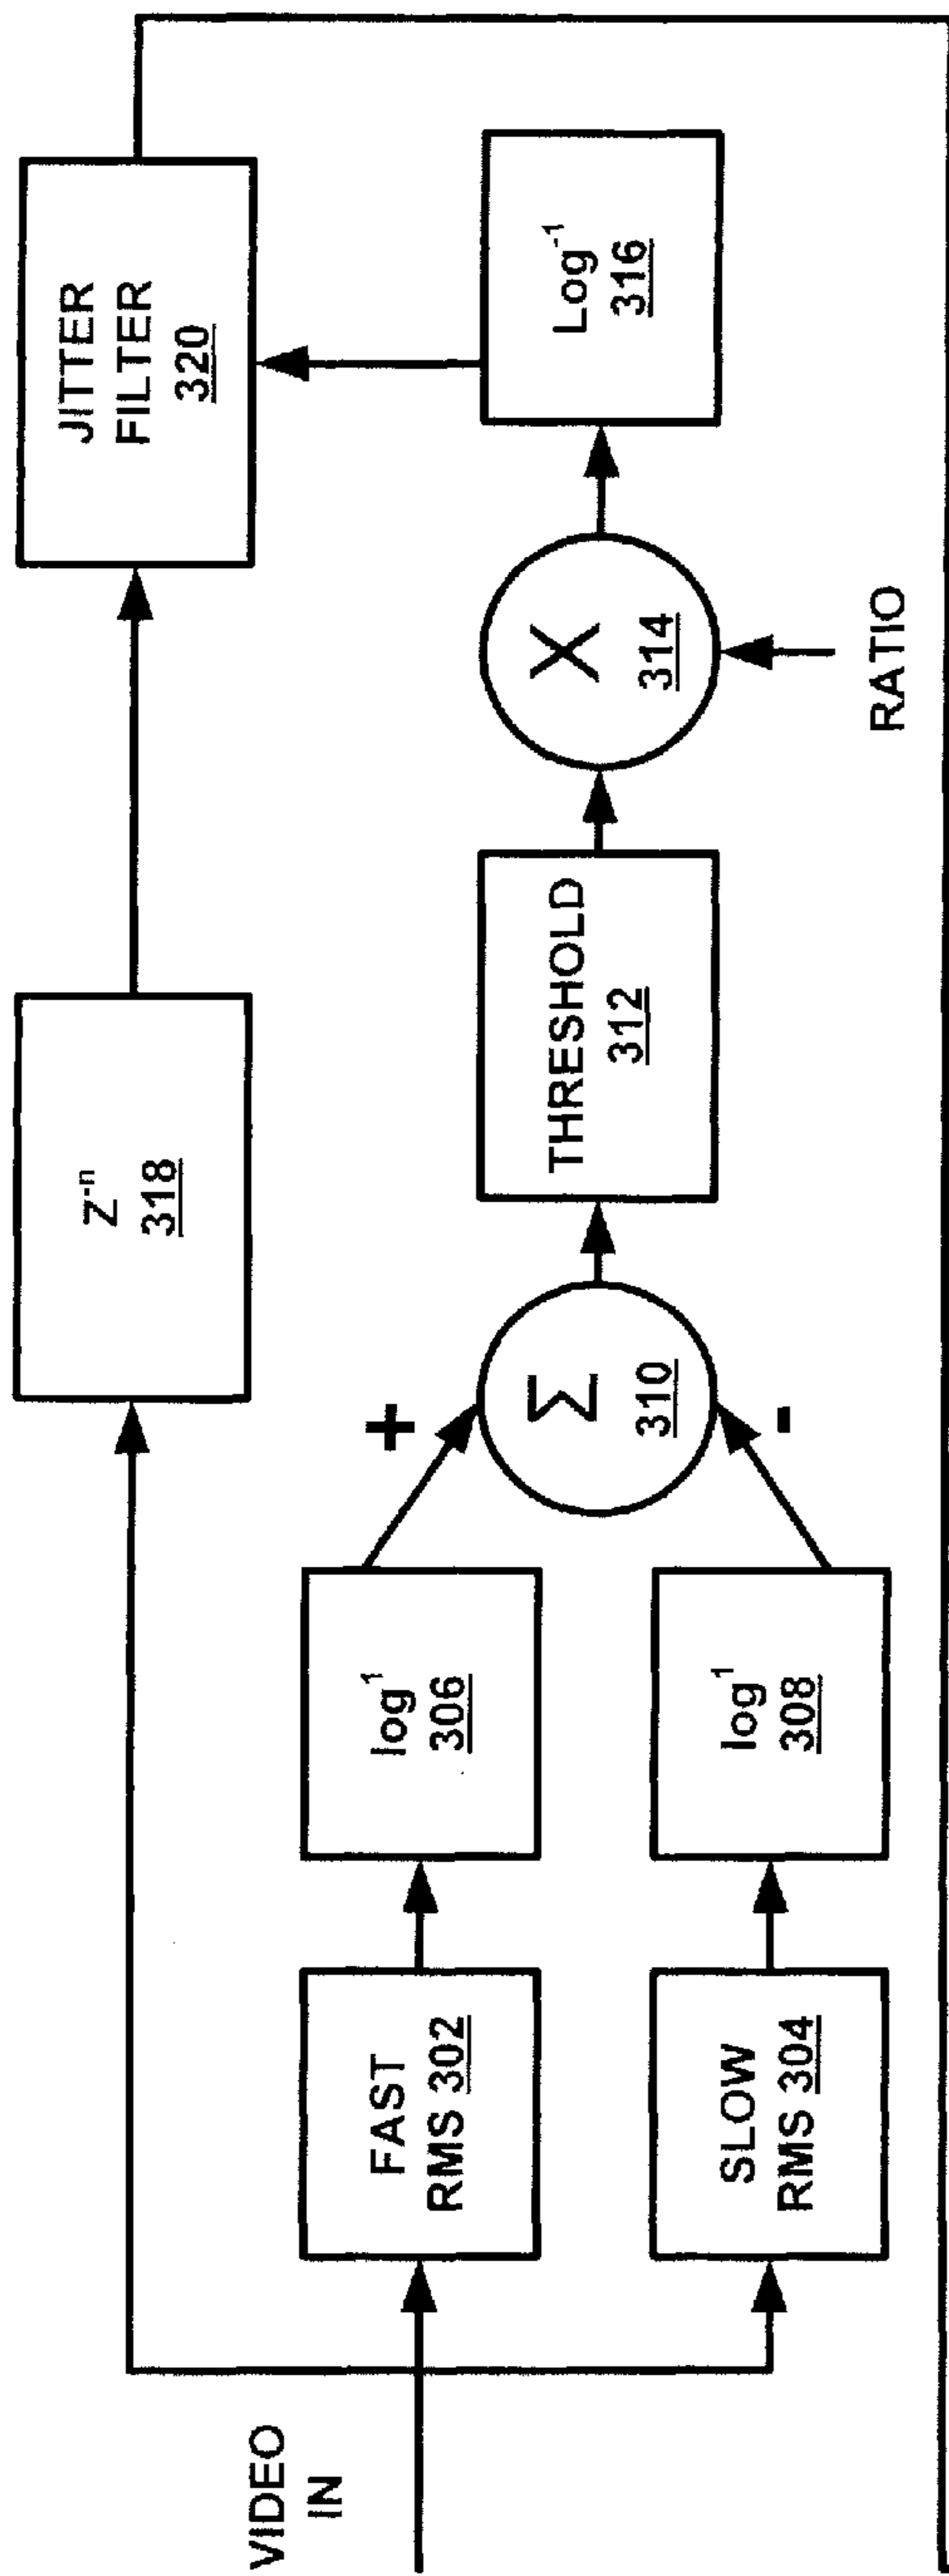 VIDEO
IN
Z⁻ⁿ
318
JITTER
FILTER
320
FAST
RMS 302
log¹
306
+
Σ
310
THRESHOLD
312
X
314
Log⁻¹
316
SLOW
RMS 304
log¹
308
-
RATIO